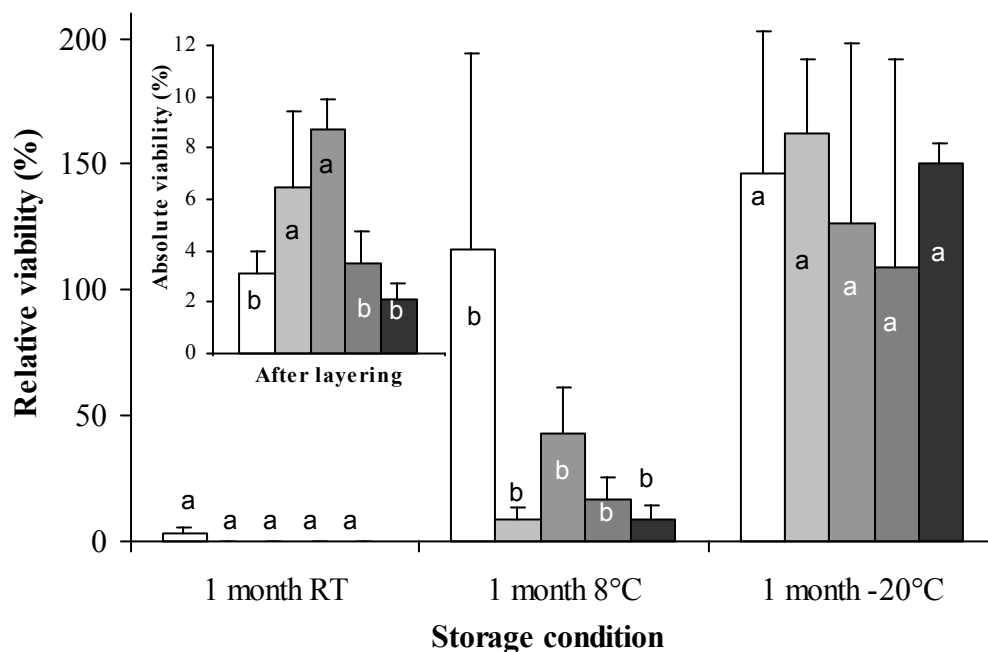 200
150
100
50
0
Relative viability (%)
12
10
8
6
4
2
0
Absolute viability (%)
b
a
a
b
b
After layering
a
a
a
a
a
b
b
b
b
b
a
a
a
a
a
1 month RT
1 month 8°C
1 month -20°C
Storage condition